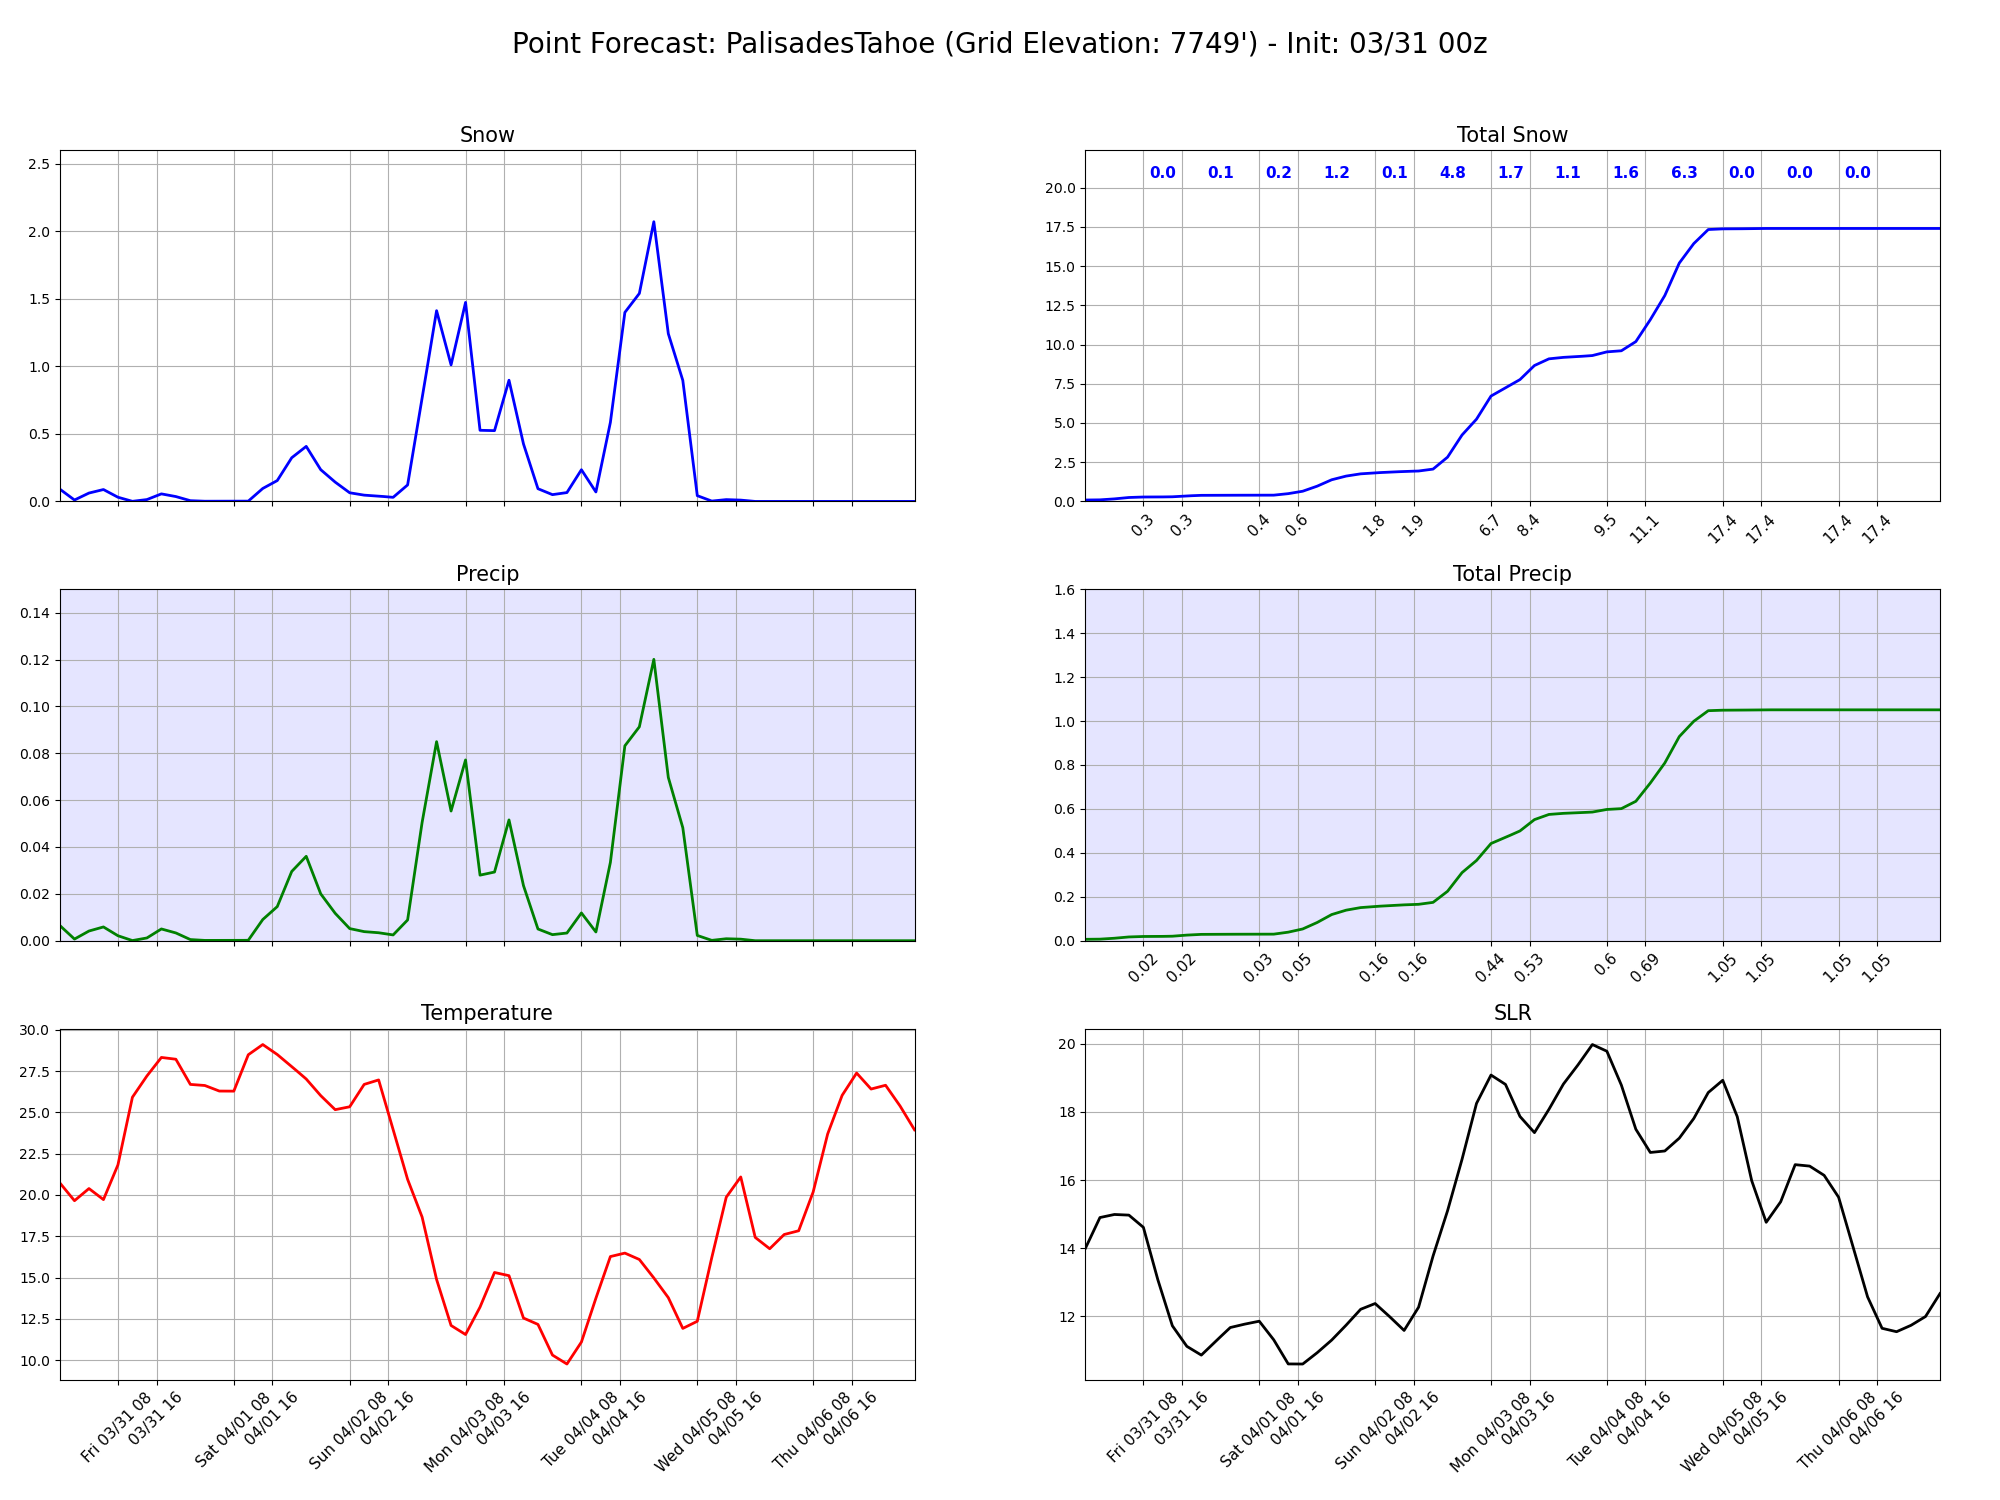 Point Forecast: PalisadesTahoe (Grid Elevation: 7749') - Init: 03/31 00z
Snow
2.5
2.0
1.5
1.0
0.5
0.0
Total Snow
0.0 0.1 0.2 1.2 0.1 4.8 1.7 1.1 1.6 6.3 0.0 0.0 0.0
20.0
17.5
15.0
12.5
10.0
7.5
5.0
2.5
0.0
0.3 0.3 0.4 0.6 1.8 1.9 6.7 8.4 9.5 11.1 17.4 17.4 17.4 17.4
Precip
0.14
0.12
0.10
0.08
0.06
0.04
0.02
0.00
Total Precip
1.6
1.4
1.2
1.0
0.8
0.6
0.4
0.2
0.0
0.02 0.02 0.03 0.05 0.16 0.16 0.44 0.53 0.6 0.69 1.05 1.05 1.05 1.05
Temperature
30.0
27.5
25.0
22.5
20.0
17.5
15.0
12.5
10.0
Fri 03/31 08
03/31 16
Sat 04/01 08
04/01 16
Sun 04/02 08
04/02 16
Mon 04/03 08
04/03 16
Tue 04/04 08
04/04 16
Wed 04/05 08
04/05 16
Thu 04/06 08
04/06 16
SLR
20
18
16
14
12
Fri 03/31 08
03/31 16
Sat 04/01 08
04/01 16
Sun 04/02 08
04/02 16
Mon 04/03 08
04/03 16
Tue 04/04 08
04/04 16
Wed 04/05 08
04/05 16
Thu 04/06 08
04/06 16